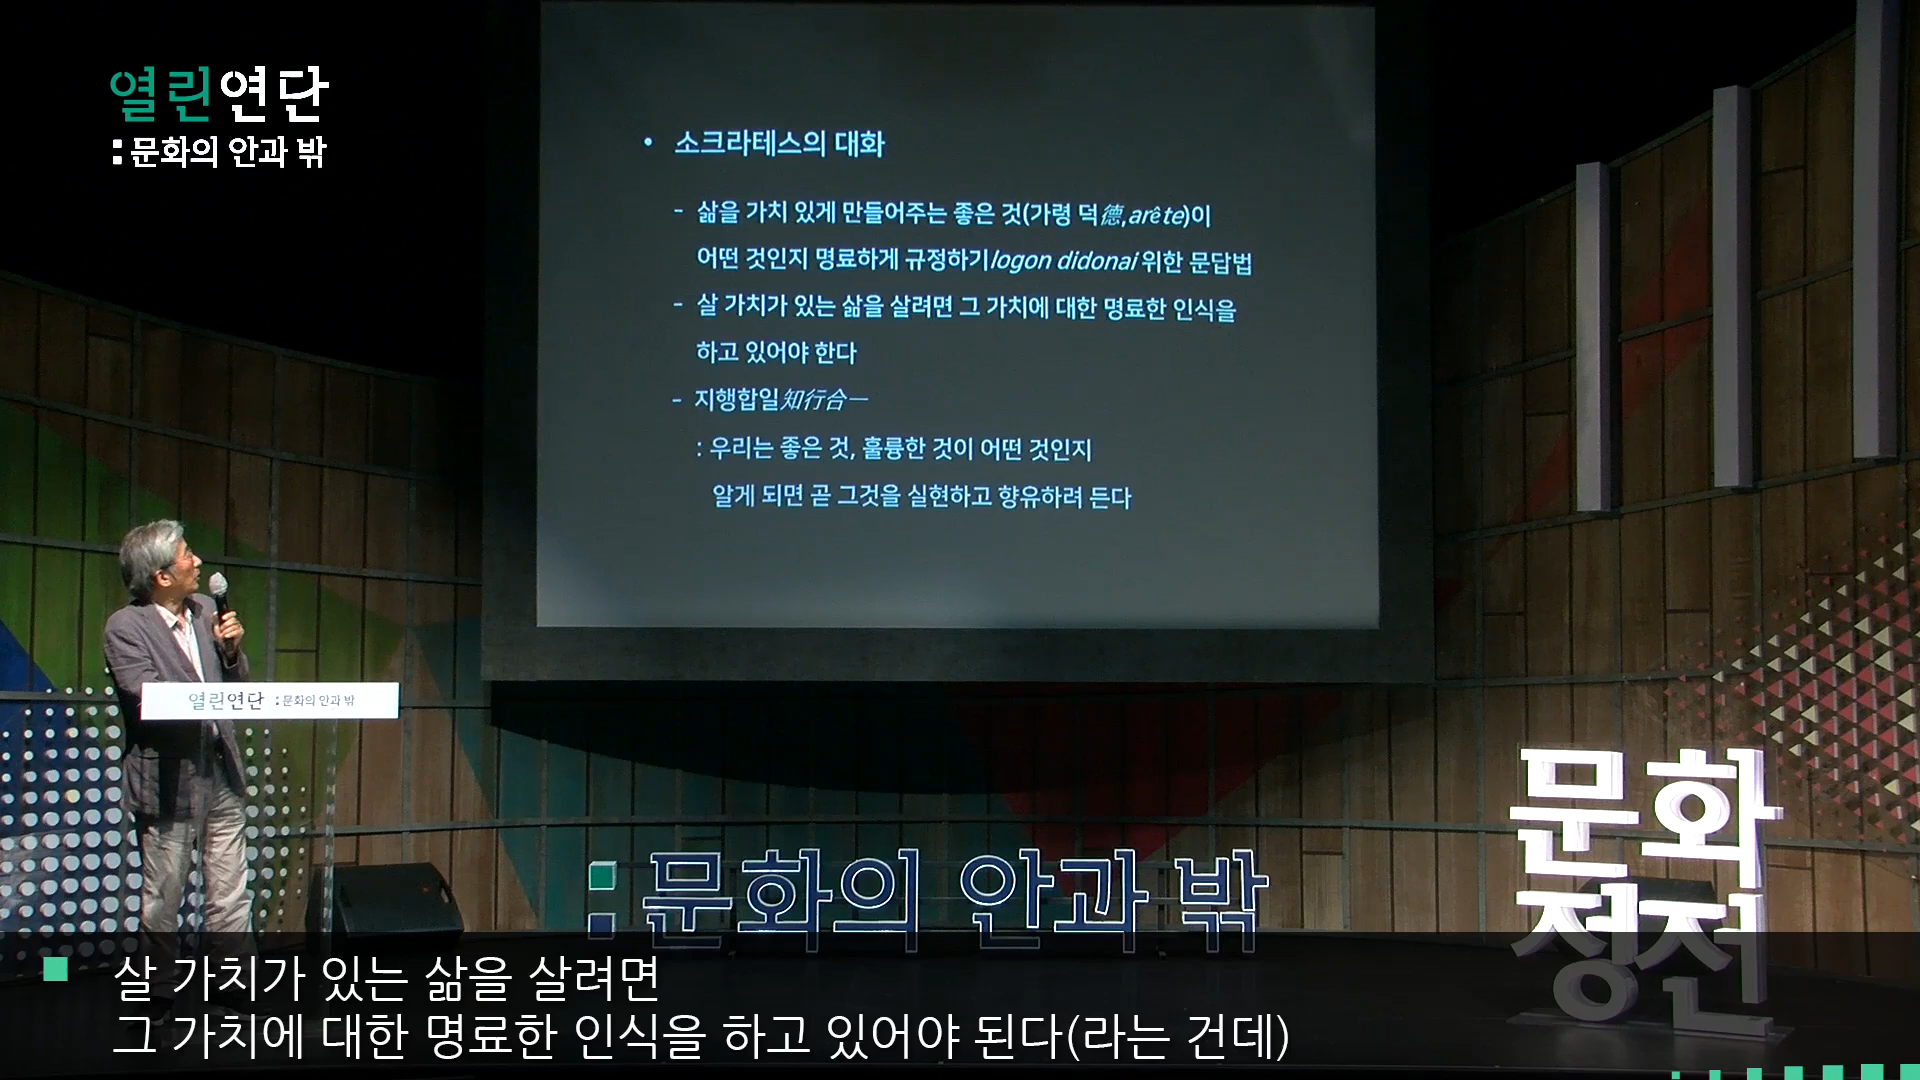 열린연단
:문화의 안과 밖
• 소크라테스의 대화
- 삶을 가치 있게 만들어주는 좋은 것(가령 덕德,arête)이
어떤 것인지 명료하게 규정하기logon didonai 위한 문답법
- 살 가치가 있는 삶을 살려면 그 가치에 대한 명료한 인식을
하고 있어야 한다
- 지행합일知行合一
: 우리는 좋은 것, 훌륭한 것이 어떤 것인지
알게 되면 곧 그것을 실현하고 향유하려 든다
열린연단 :문화의 안과 밖
문화
정전
:문화의 안과 밖
살 가치가 있는 삶을 살려면
그 가치에 대한 명료한 인식을 하고 있어야 된다(라는 건데)